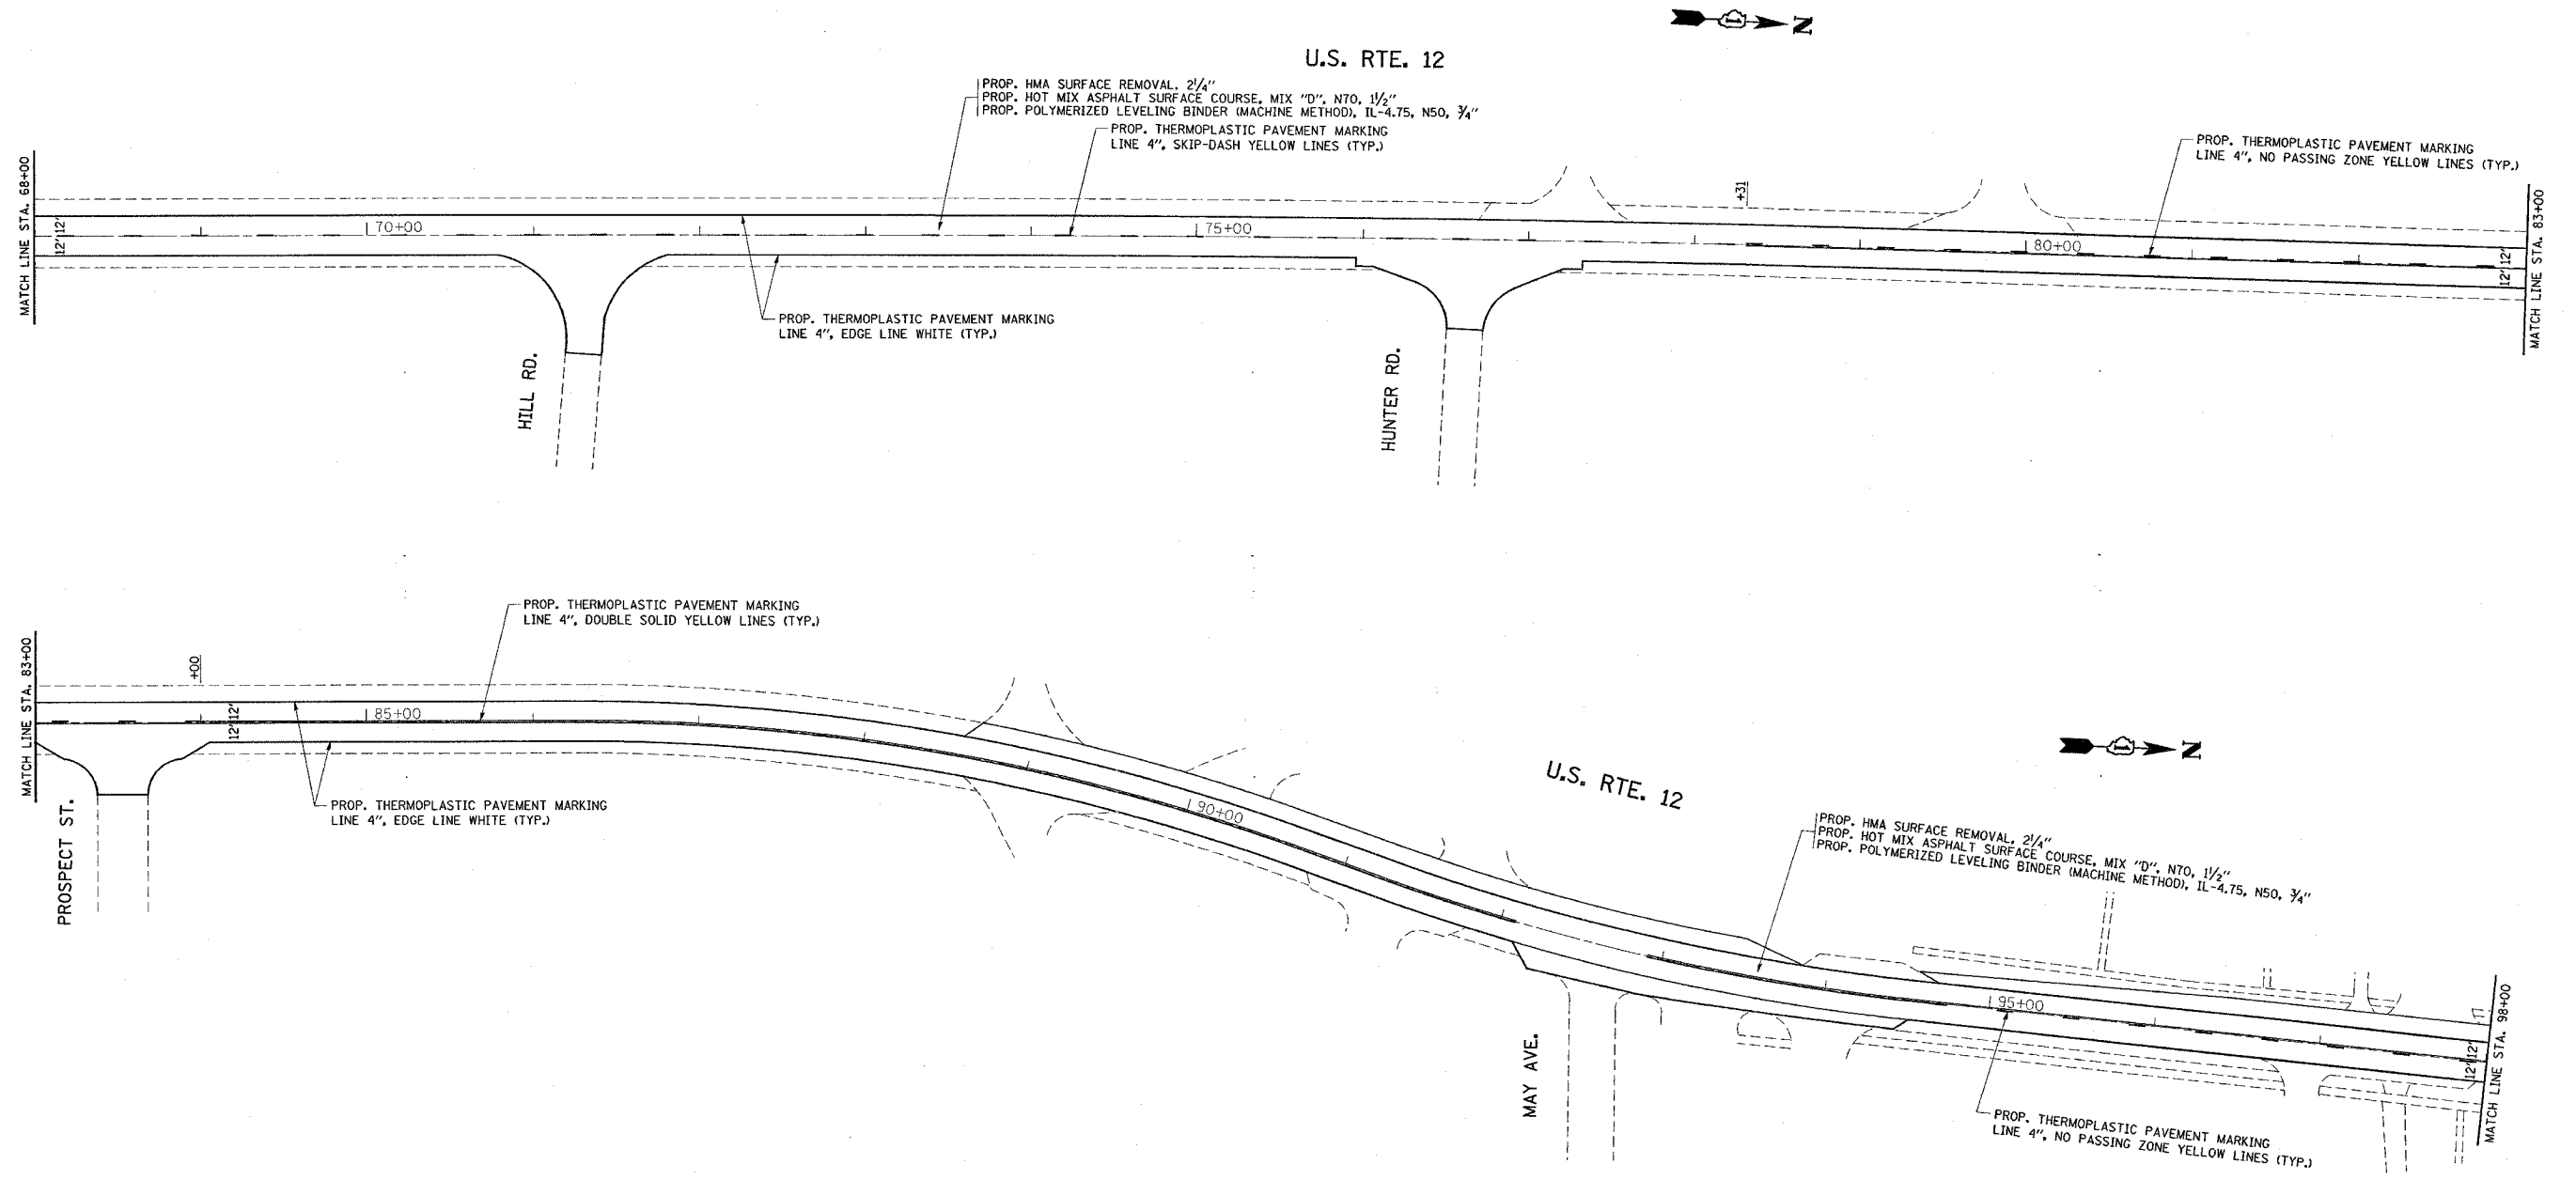 N
U.S. RTE. 12
PROP. HMA SURFACE REMOVAL, 2 1/4"
PROP. HOT MIX ASPHALT SURFACE COURSE, MIX "D", N70, 1 1/2"
PROP. POLYMERIZED LEVELING BINDER (MACHINE METHOD), IL-4.75, N50, 3/4"
PROP. THERMOPLASTIC PAVEMENT MARKING
LINE 4", SKIP-DASH YELLOW LINES (TYP.)
PROP. THERMOPLASTIC PAVEMENT MARKING
LINE 4", NO PASSING ZONE YELLOW LINES (TYP.)
MATCH LINE STA. 68+00
12' 12'
70+00
75+00
+31
80+00
12' 12'
MATCH LINE STA. 83+00
PROP. THERMOPLASTIC PAVEMENT MARKING
LINE 4", EDGE LINE WHITE (TYP.)
HILL RD.
HUNTER RD.
PROP. THERMOPLASTIC PAVEMENT MARKING
LINE 4", DOUBLE SOLID YELLOW LINES (TYP.)
MATCH LINE STA. 83+00
+00
12' 12'
85+00
PROP. THERMOPLASTIC PAVEMENT MARKING
LINE 4", EDGE LINE WHITE (TYP.)
PROSPECT ST.
90+00
U.S. RTE. 12
N
PROP. HMA SURFACE REMOVAL, 2 1/4"
PROP. HOT MIX ASPHALT SURFACE COURSE, MIX "D", N70, 1 1/2"
PROP. POLYMERIZED LEVELING BINDER (MACHINE METHOD), IL-4.75, N50, 3/4"
95+00
12' 12'
MATCH LINE STA. 98+00
MAY AVE.
PROP. THERMOPLASTIC PAVEMENT MARKING
LINE 4", NO PASSING ZONE YELLOW LINES (TYP.)